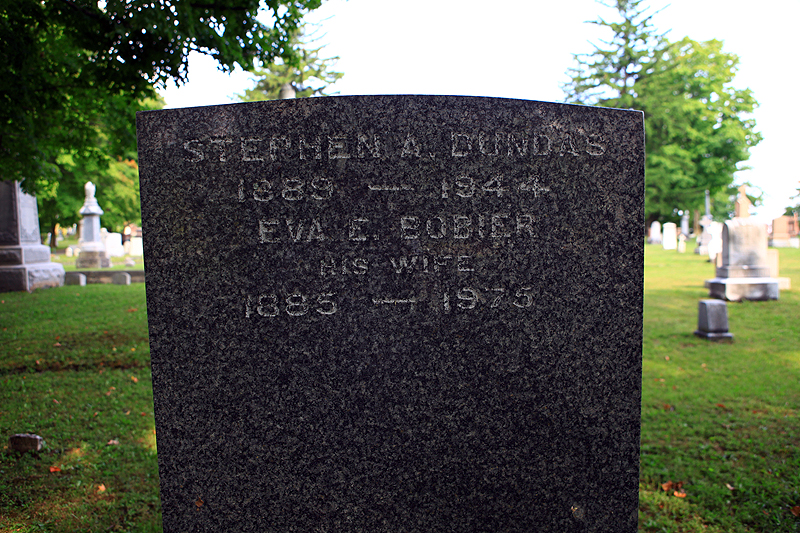 STEPHEN A. DUNDAS
1889 — 1944
EVA E. BOBIER
HIS WIFE
1885 — 1975